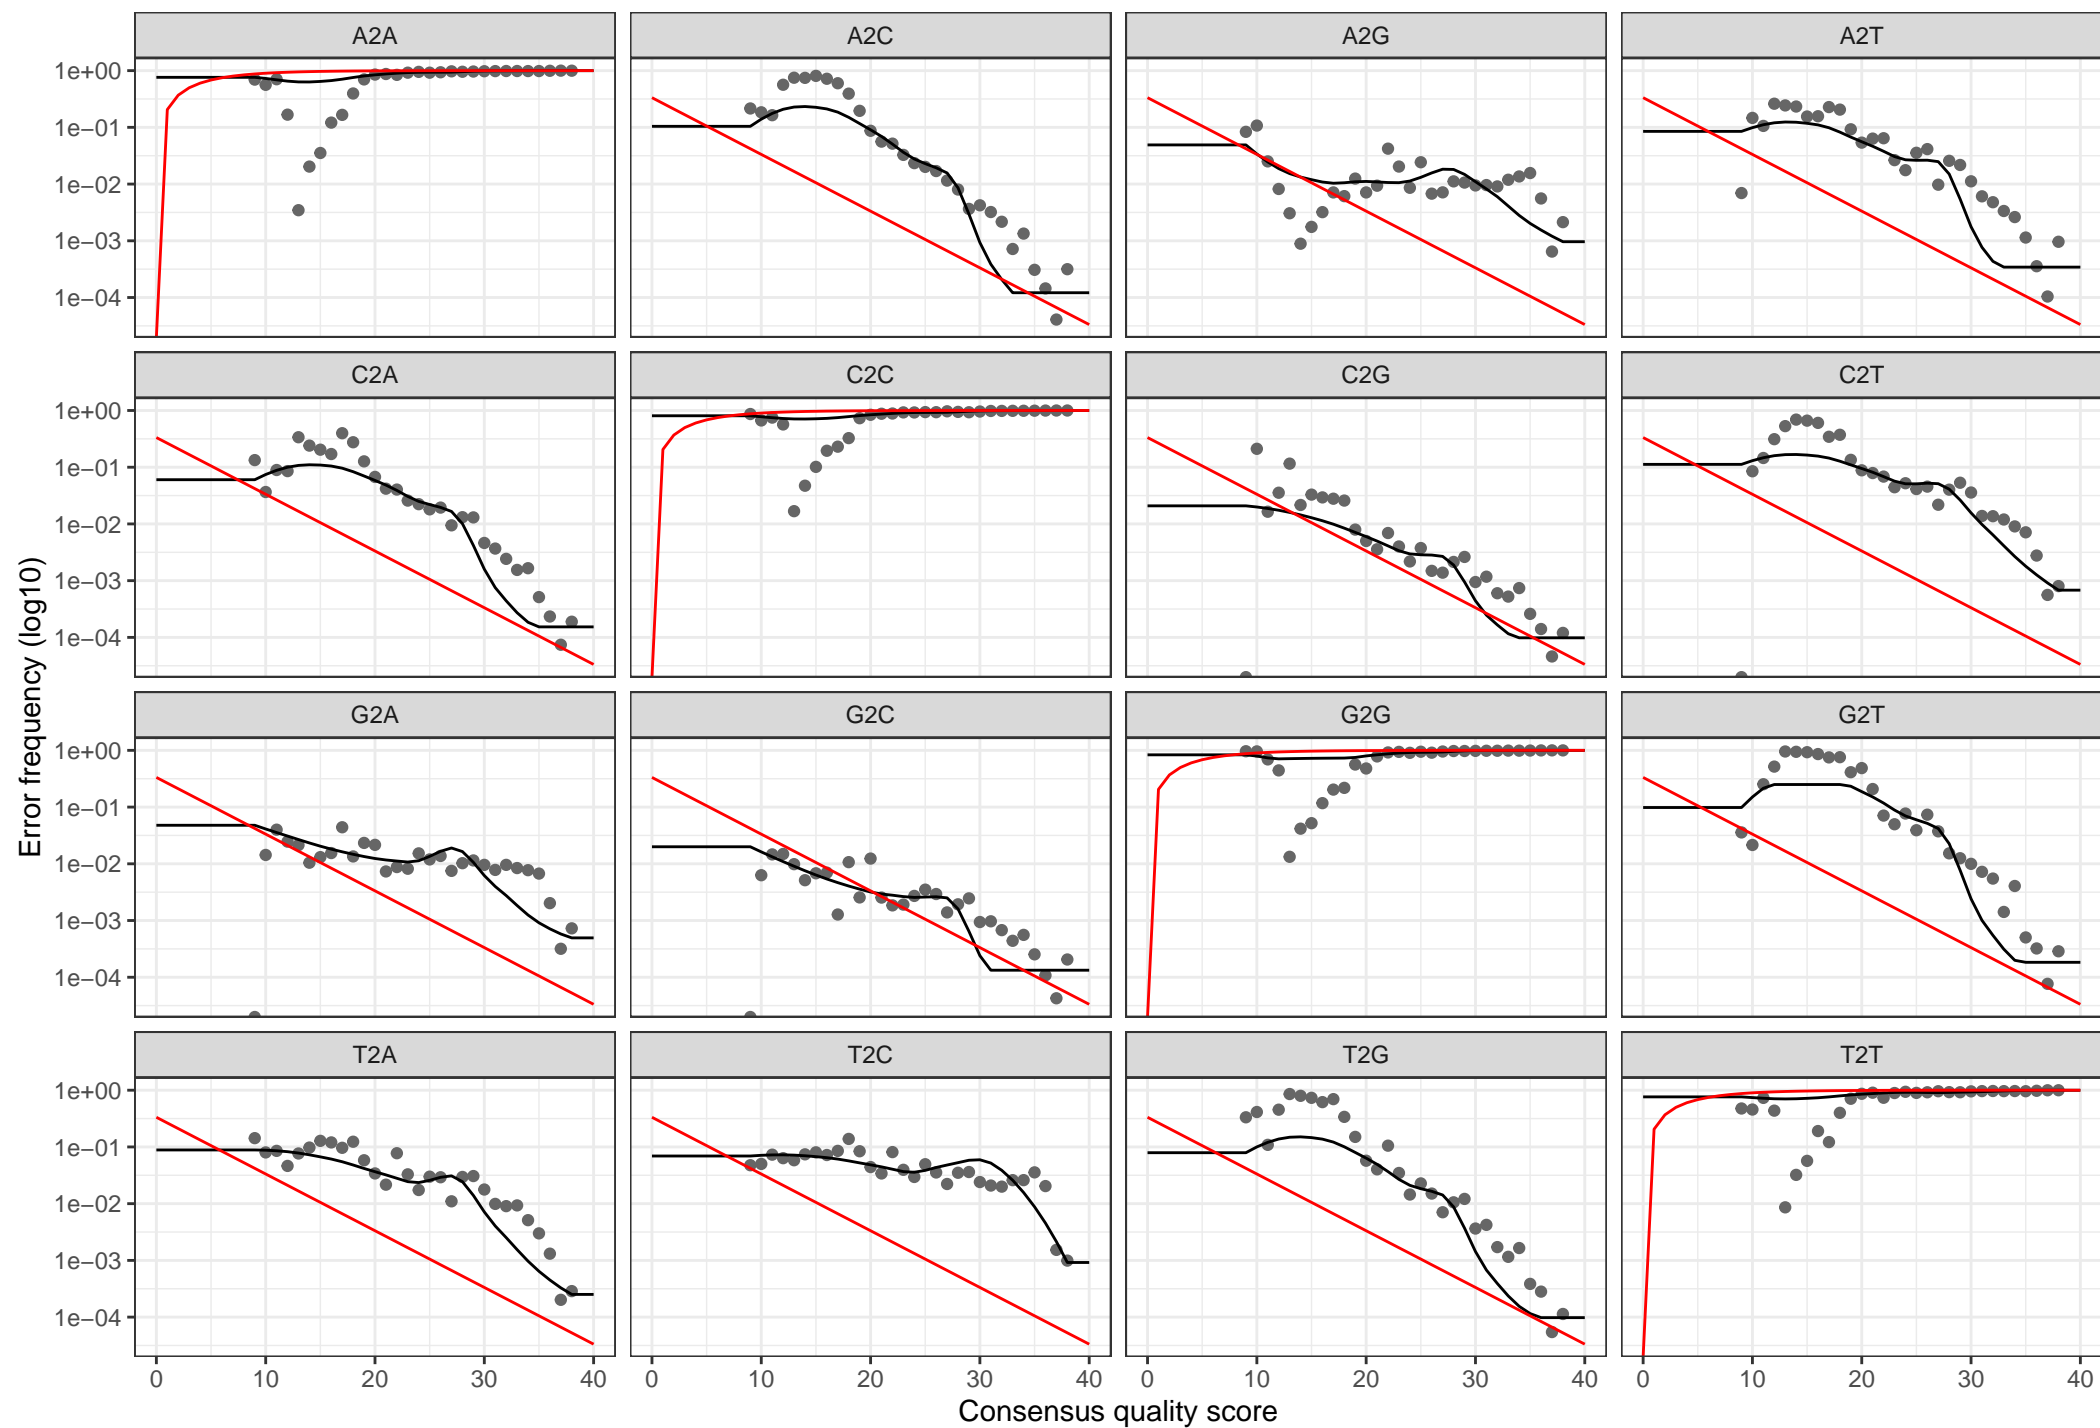 A2A A2C A2G A2T
1e+00
1e−01
1e−02
1e−03
1e−04
C2A C2C C2G C2T
1e+00
1e−01
1e−02
1e−03
1e−04
G2A G2C G2G G2T
1e+00
1e−01
1e−02
1e−03
1e−04
T2A T2C T2G T2T
1e+00
1e−01
1e−02
1e−03
1e−04
0 10 20 30 40 0 10 20 30 40 0 10 20 30 40 0 10 20 30 40
Consensus quality score
Error frequency (log10)